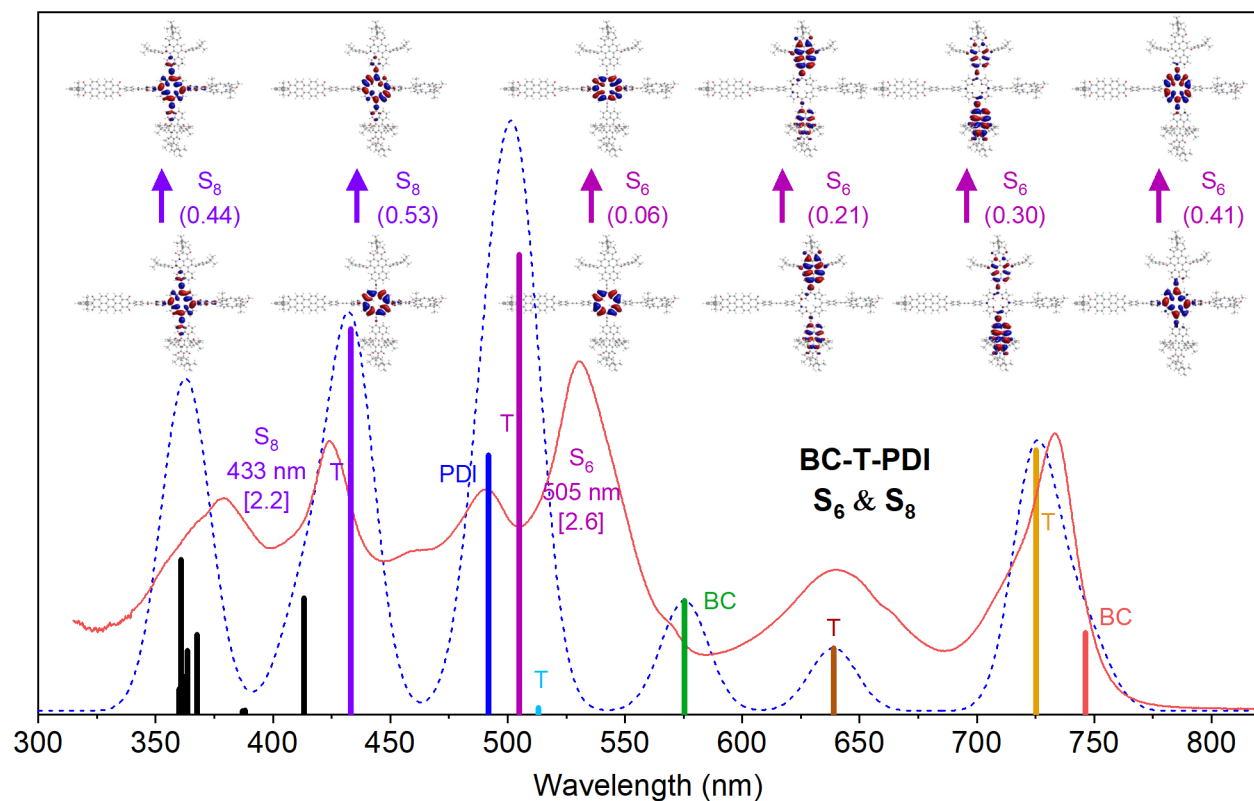 S8 S8 S6 S6 S6 S6
(0.44) (0.53) (0.06) (0.21) (0.30) (0.41)
S8
433 nm
[2.2]
T
PDI
T
S6
505 nm
[2.6]
T
BC
BC-T-PDI
S6 & S8
T
T
BC
300 350 400 450 500 550 600 650 700 750 800
Wavelength (nm)